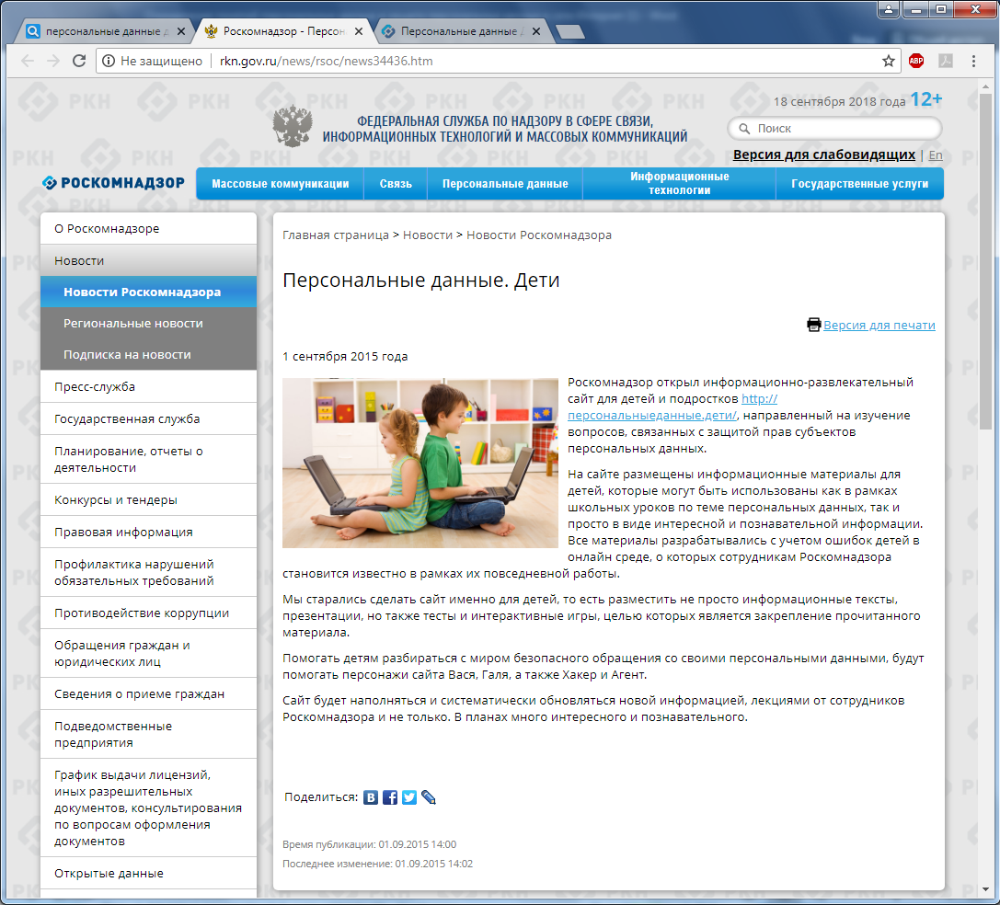 персональные данные д
Роскомнадзор - Персон
Персональные данные
Не защищено
rkn.gov.ru/news/rsoc/news34436.htm
ABP
18 сентября 2018 года 12+
ФЕДЕРАЛЬНАЯ СЛУЖБА ПО НАДЗОРУ В СФЕРЕ СВЯЗИ,
ИНФОРМАЦИОННЫХ ТЕХНОЛОГИЙ И МАССОВЫХ КОММУНИКАЦИЙ
Поиск
Версия для слабовидящих | En
РОСКОМНАДЗОР
Массовые коммуникации
Связь
Персональные данные
Информационные
технологии
Государственные услуги
О Роскомнадзоре
Новости
Новости Роскомнадзора
Региональные новости
Подписка на новости
Пресс-служба
Государственная служба
Планирование, отчеты о
деятельности
Конкурсы и тендеры
Правовая информация
Профилактика нарушений
обязательных требований
Противодействие коррупции
Обращения граждан и
юридических лиц
Сведения о приеме граждан
Подведомственные
предприятия
График выдачи лицензий,
иных разрешительных
документов, консультирования
по вопросам оформления
документов
Открытые данные
Главная страница > Новости > Новости Роскомнадзора
Персональные данные. Дети
Версия для печати
1 сентября 2015 года
Роскомнадзор открыл информационно-развлекательный
сайт для детей и подростков http://
персональныеданные.дети/, направленный на изучение
вопросов, связанных с защитой прав субъектов
персональных данных.
На сайте размещены информационные материалы для
детей, которые могут быть использованы как в рамках
школьных уроков по теме персональных данных, так и
просто в виде интересной и познавательной информации.
Все материалы разрабатывались с учетом ошибок детей в
онлайн среде, о которых сотрудникам Роскомнадзора
становится известно в рамках их повседневной работы.
Мы старались сделать сайт именно для детей, то есть разместить не просто информационные тексты,
презентации, но также тесты и интерактивные игры, целью которых является закрепление прочитанного
материала.
Помогать детям разбираться с миром безопасного обращения со своими персональными данными, будут
помогать персонажи сайта Вася, Галя, а также Хакер и Агент.
Сайт будет наполняться и систематически обновляться новой информацией, лекциями от сотрудников
Роскомнадзора и не только. В планах много интересного и познавательного.
Поделиться:
Время публикации: 01.09.2015 14:00
Последнее изменение: 01.09.2015 14:02